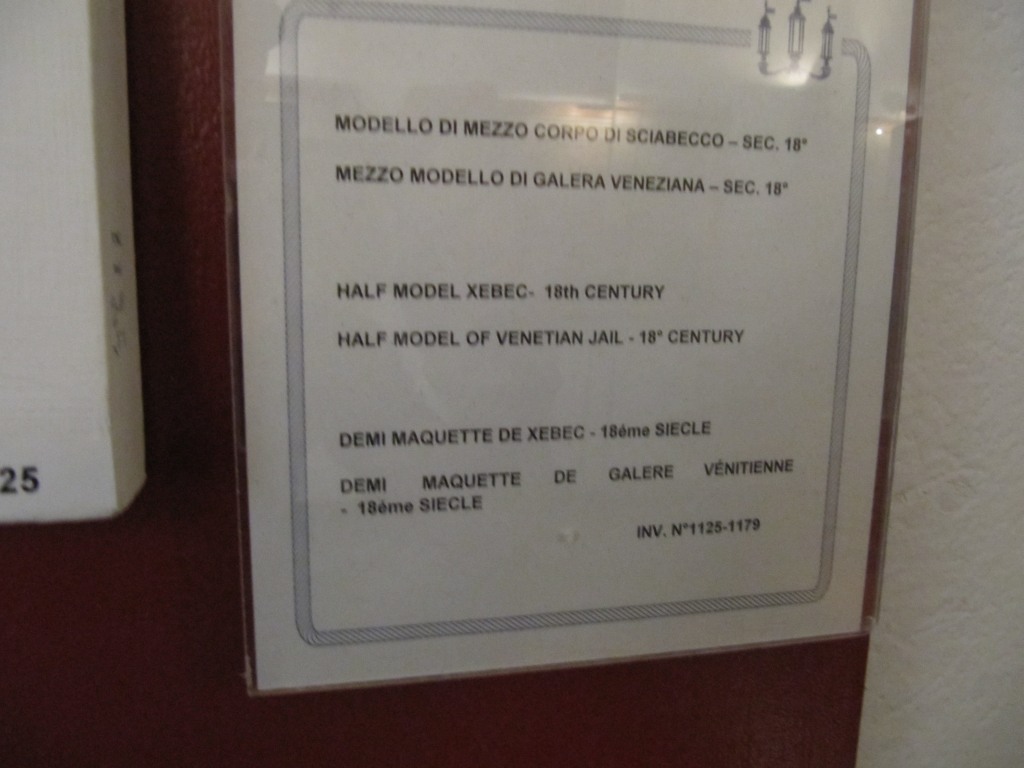 MODELLO DI MEZZO CORPO DI SCIABECCO – SEC. 18°
MEZZO MODELLO DI GALERA VENEZIANA – SEC. 18°
HALF MODEL XEBEC- 18th CENTURY
HALF MODEL OF VENETIAN JAIL - 18° CENTURY
DEMI MAQUETTE DE XEBEC - 18éme SIECLE
DEMI MAQUETTE DE GALERE VÉNITIENNE
- 18éme SIECLE
INV. N°1125-1179
25